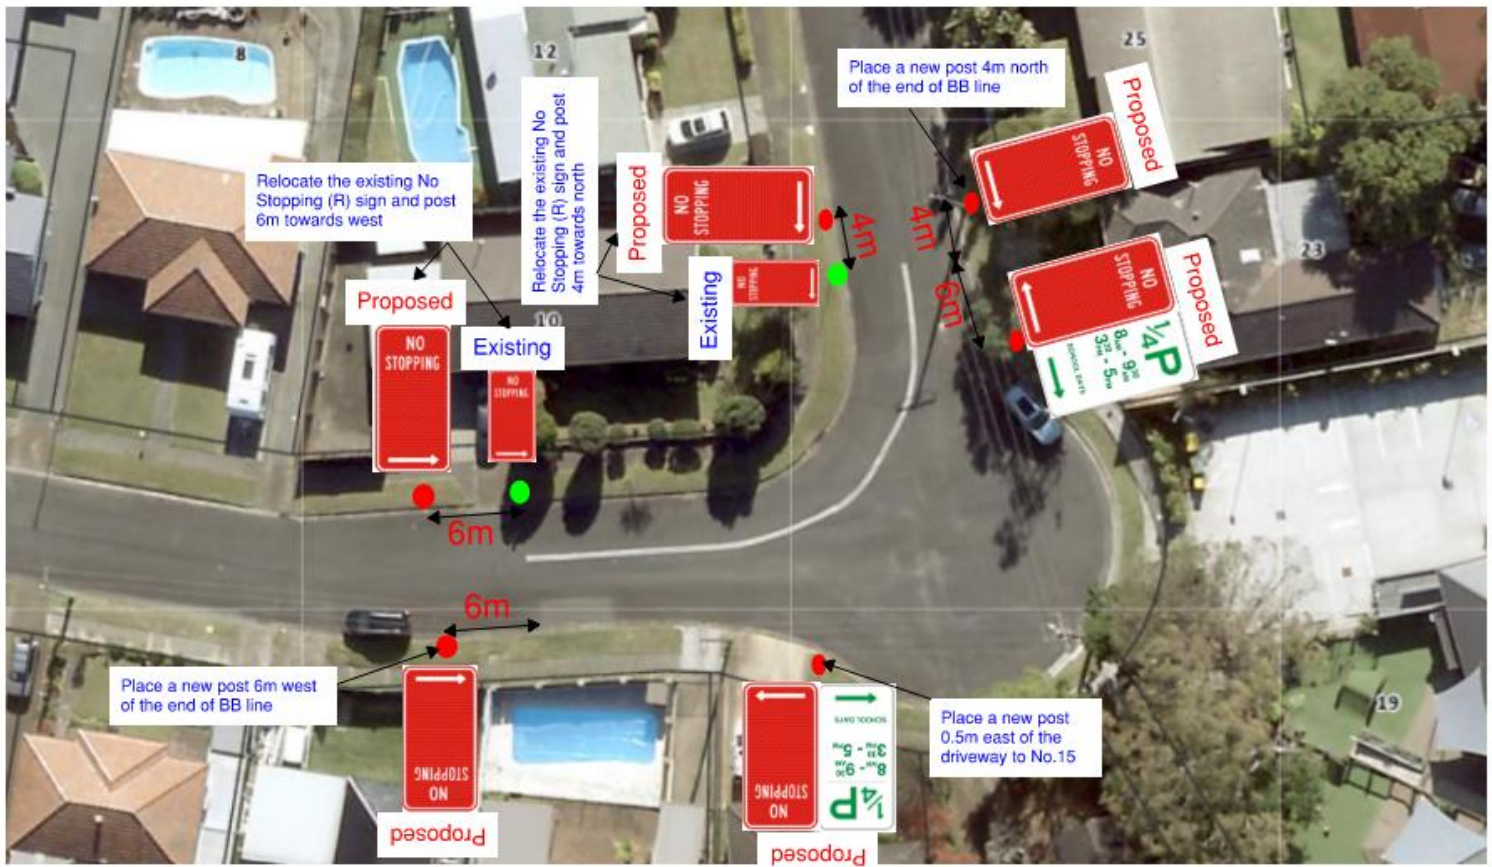 8
12
25
Place a new post 4m north
of the end of BB line
Proposed
NO
STOPPING
Relocate the existing No
Stopping (R) sign and post
6m towards west
Relocate the existing No
Stopping (R) sign and post
4m towards north
Proposed
NO
STOPPING
4m
4m
Existing
NO
STOPPING
6m
Proposed
NO
STOPPING
1/4P
8AM - 930AM
332PM - 5PM
SCHOOL DAYS
23
Proposed
NO
STOPPING
10
Existing
NO
STOPPING
6m
6m
Place a new post 6m west
of the end of BB line
NO
STOPPING
Proposed
SCHOOL DAYS
8AM - 930AM
5PM
1/4P
NO
STOPPING
Proposed
Place a new post
0.5m east of the
driveway to No.15
19